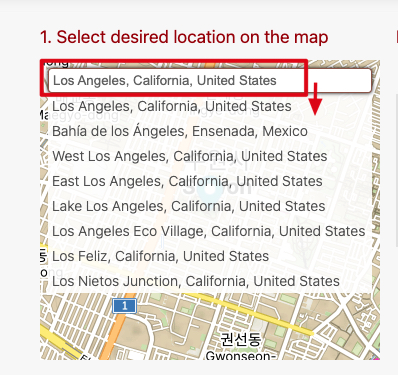 1. Select desired location on the map
Los Angeles, California, United States
Los Angeles, California, United States
Bahía de los Ángeles, Ensenada, Mexico
West Los Angeles, California, United States
East Los Angeles, California, United States
Lake Los Angeles, California, United States
Los Angeles Eco Village, California, United States
Los Feliz, California, United States
Los Nietos Junction, California, United States
1
권선동
Gwonseon-